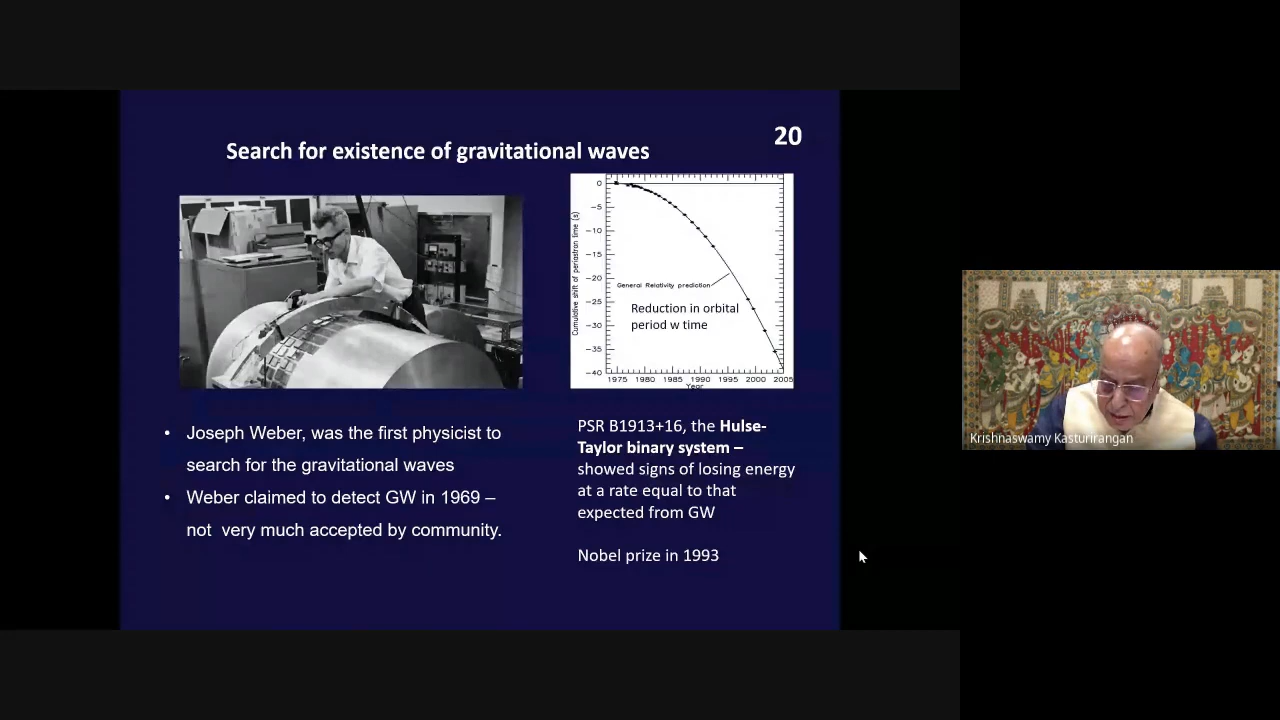 20
Search for existence of gravitational waves
0
−5
−10
−15
−20
−25
−30
−35
−40
Cumulative shift of periastron time (s)
General Relativity prediction
Reduction in orbital
period w time
1975 1980 1985 1990 1995 2000 2005
Year
• Joseph Weber, was the first physicist to
search for the gravitational waves
• Weber claimed to detect GW in 1969 –
not very much accepted by community.
PSR B1913+16, the Hulse-
Taylor binary system –
showed signs of losing energy
at a rate equal to that
expected from GW
Nobel prize in 1993
Krishnaswamy Kasturirangan